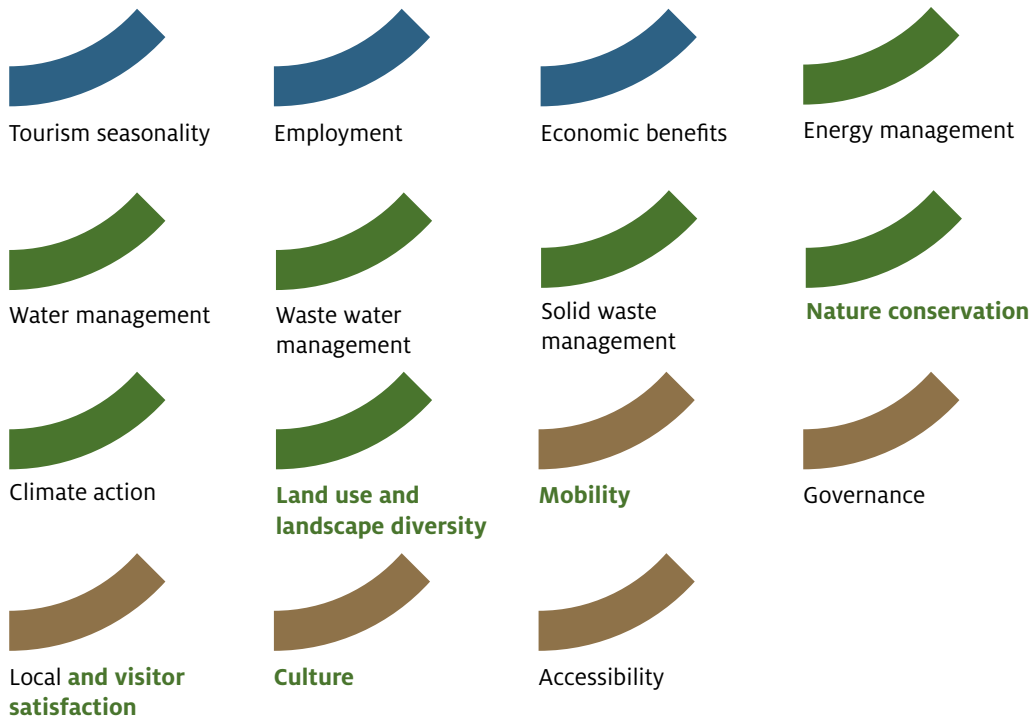 Tourism seasonality
Employment
Economic benefits
Energy management
Water management
Waste water
management
Solid waste
management
Nature conservation
Climate action
Land use and
landscape diversity
Mobility
Governance
Local and visitor
satisfaction
Culture
Accessibility